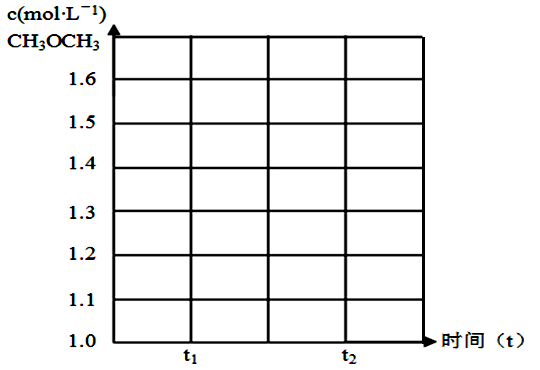 c(mol·L⁻¹)
CH₃OCH₃
1.6
1.5
1.4
1.3
1.2
1.1
1.0
t₁
t₂
时间（t）